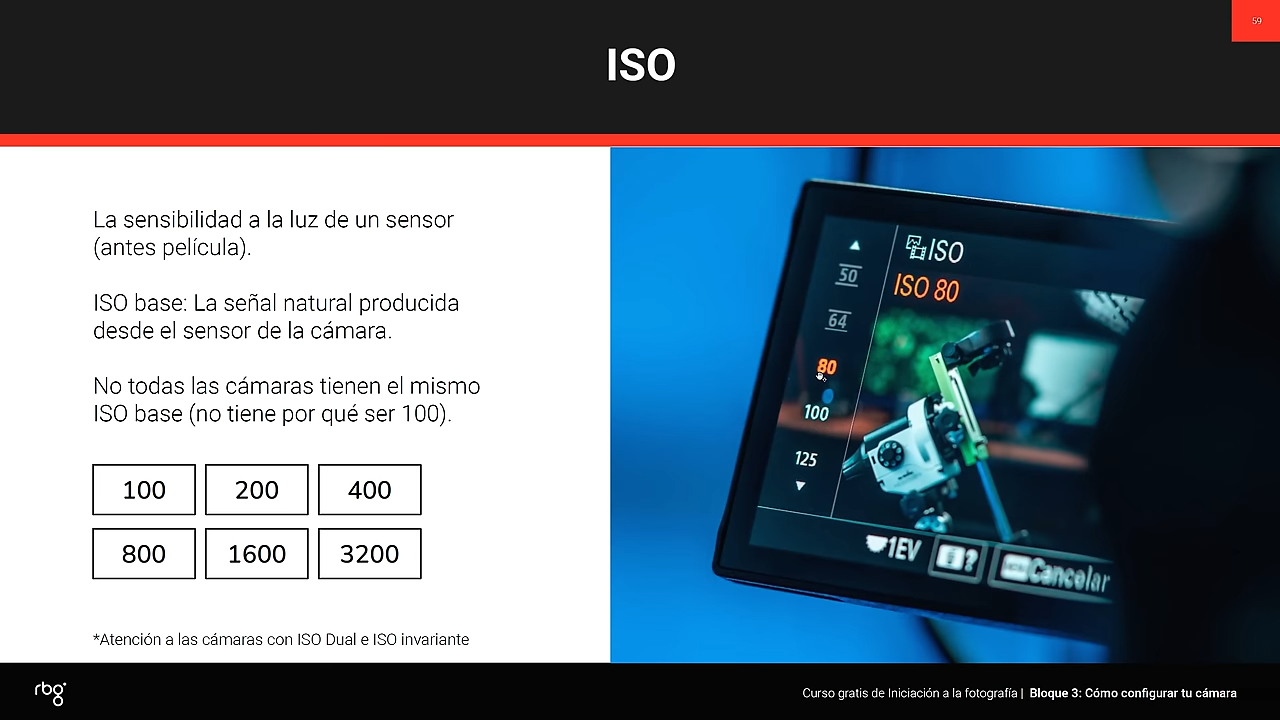 59
ISO
La sensibilidad a la luz de un sensor
(antes película).
ISO base: La señal natural producida
desde el sensor de la cámara.
No todas las cámaras tienen el mismo
ISO base (no tiene por qué ser 100).
100 200 400
800 1600 3200
*Atención a las cámaras con ISO Dual e ISO invariante
ISO
ISO 80
50
64
80
100
125
1EV
?
Cancelar
rbg
Curso gratis de Iniciación a la fotografía | Bloque 3: Cómo configurar tu cámara